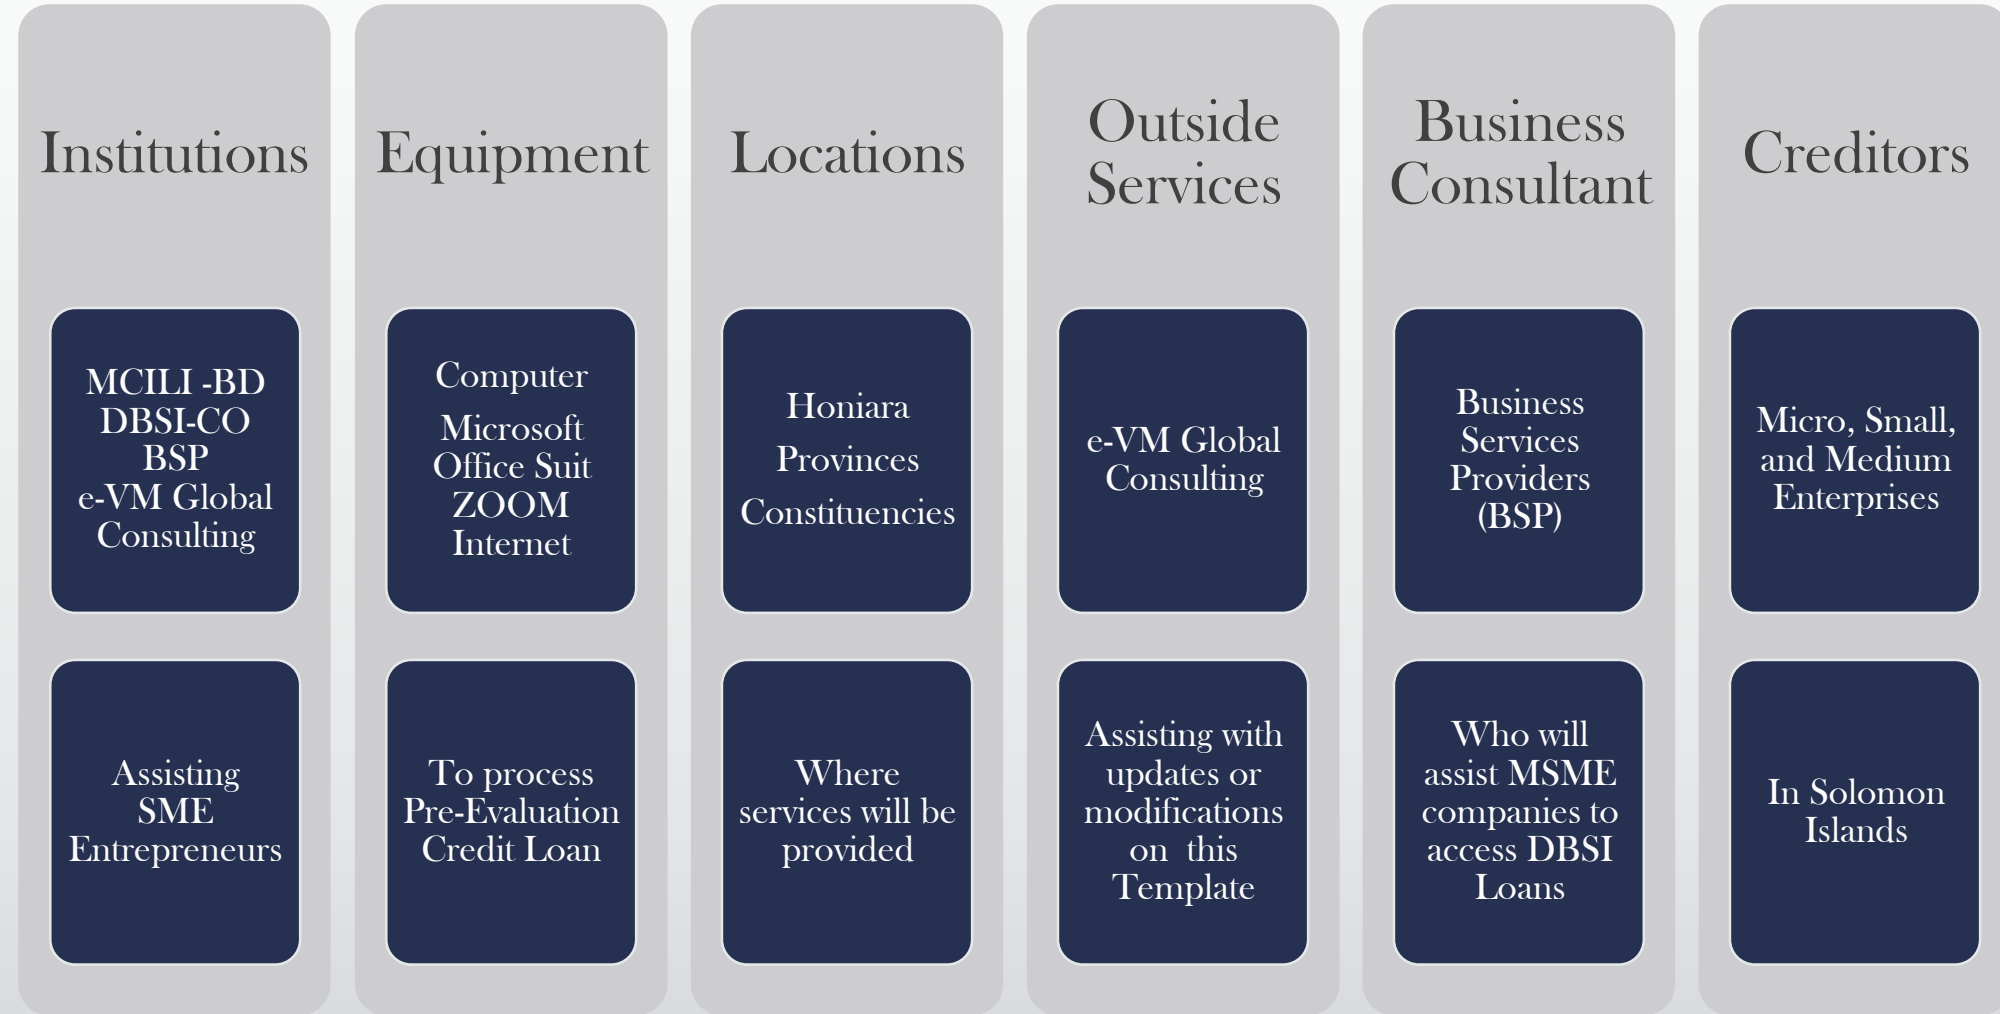 Institutions
MCILI -BD
DBSI-CO
BSP
e-VM Global
Consulting
Assisting
SME
Entrepreneurs
Equipment
Computer
Microsoft
Office Suit
ZOOM
Internet
To process
Pre-Evaluation
Credit Loan
Locations
Honiara
Provinces
Constituencies
Where
services will be
provided
Outside
Services
e-VM Global
Consulting
Assisting with
updates or
modifications
on  this
Template
Business
Consultant
Business
Services
Providers
(BSP)
Who will
assist MSME
companies to
access DBSI
Loans
Creditors
Micro, Small,
and Medium
Enterprises
In Solomon
Islands